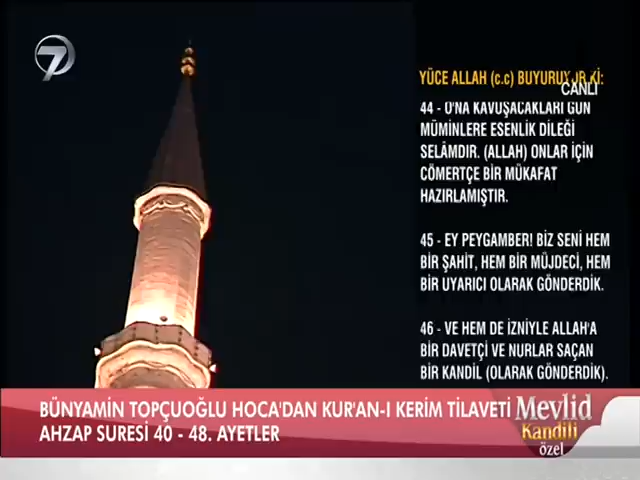 7
YÜCE ALLAH (c.c) BUYURUYOR Kİ:
CANLI
44 - O'NA KAVUŞACAKLARI GÜN
MÜMİNLERE ESENLİK DİLEĞİ
SELÂMDIR. (ALLAH) ONLAR İÇİN
CÖMERTÇE BİR MÜKAFAT
HAZIRLAMIŞTIR.
45 - EY PEYGAMBER! BİZ SENİ HEM
BİR ŞAHİT, HEM BİR MÜJDECİ, HEM
BİR UYARICI OLARAK GÖNDERDİK.
46 - VE HEM DE İZNİYLE ALLAH'A
BİR DAVETÇİ VE NURLAR SAÇAN
BİR KANDİL (OLARAK GÖNDERDİK).
BÜNYAMİN TOPÇUOĞLU HOCA'DAN KUR'AN-I KERİM TİLAVETİ
AHZAP SURESİ 40 - 48. AYETLER
Mevlid
Kandili
özel